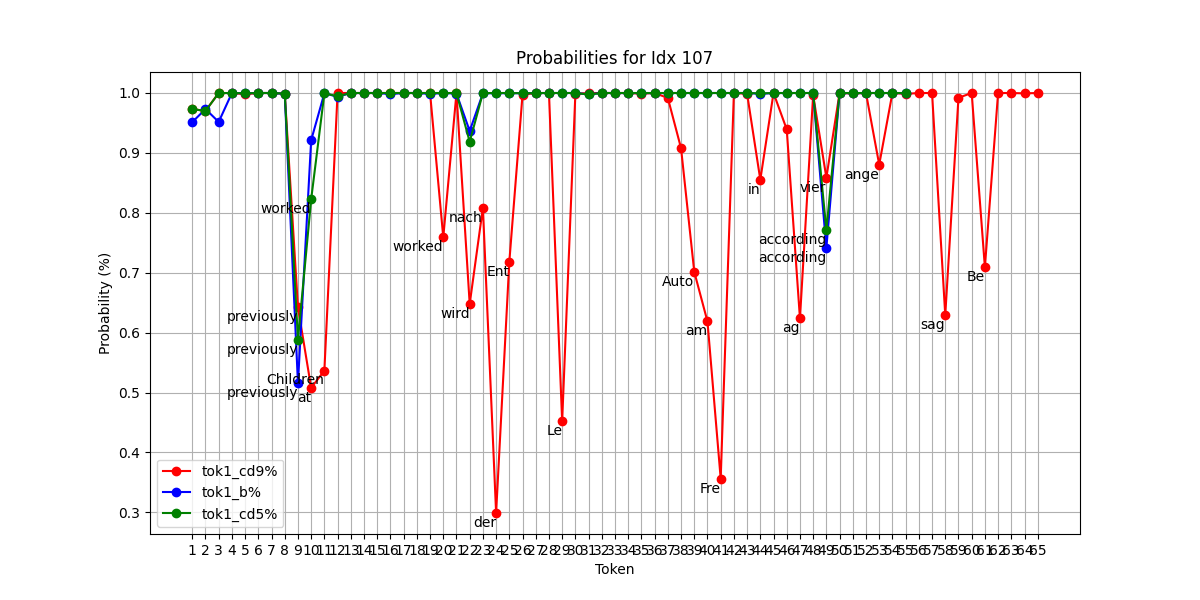 Probabilities for Idx 107
Probability (%)
1.0
0.9
0.8
0.7
0.6
0.5
0.4
0.3
previously
previously
previously
worked
Children
at
worked
wird
nach
der
Ent
Le
Auto
am
Fre
in
ag
vier
according
according
ange
sag
Be
tok1_cd9%
tok1_b%
tok1_cd5%
1 2 3 4 5 6 7 8 9 10 11 12 13 14 15 16 17 18 19 20 21 22 23 24 25 26 27 28 29 30 31 32 33 34 35 36 37 38 39 40 41 42 43 44 45 46 47 48 49 50 51 52 53 54 55 56 57 58 59 60 61 62 63 64 65
Token